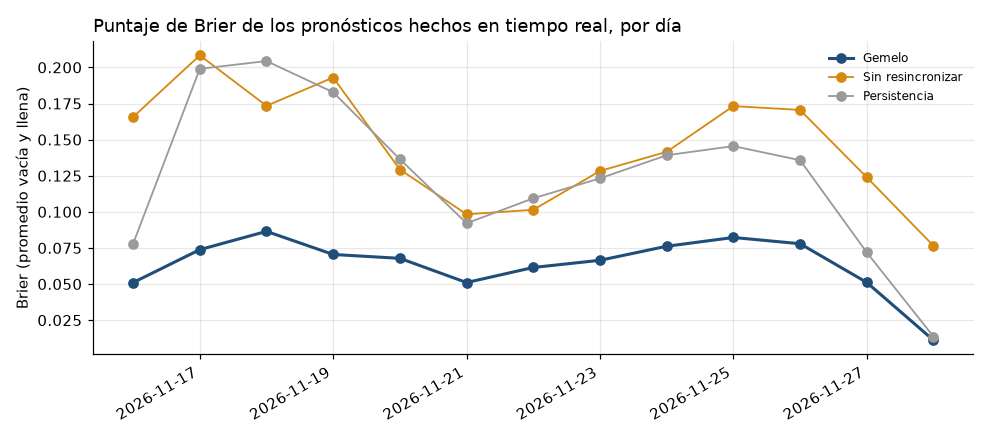 Puntaje de Brier de los pronósticos hechos en tiempo real, por día
Brier (promedio vacía y llena)
0.200
0.175
0.150
0.125
0.100
0.075
0.050
0.025
Gemelo
Sin resincronizar
Persistencia
2026-11-17
2026-11-19
2026-11-21
2026-11-23
2026-11-25
2026-11-27